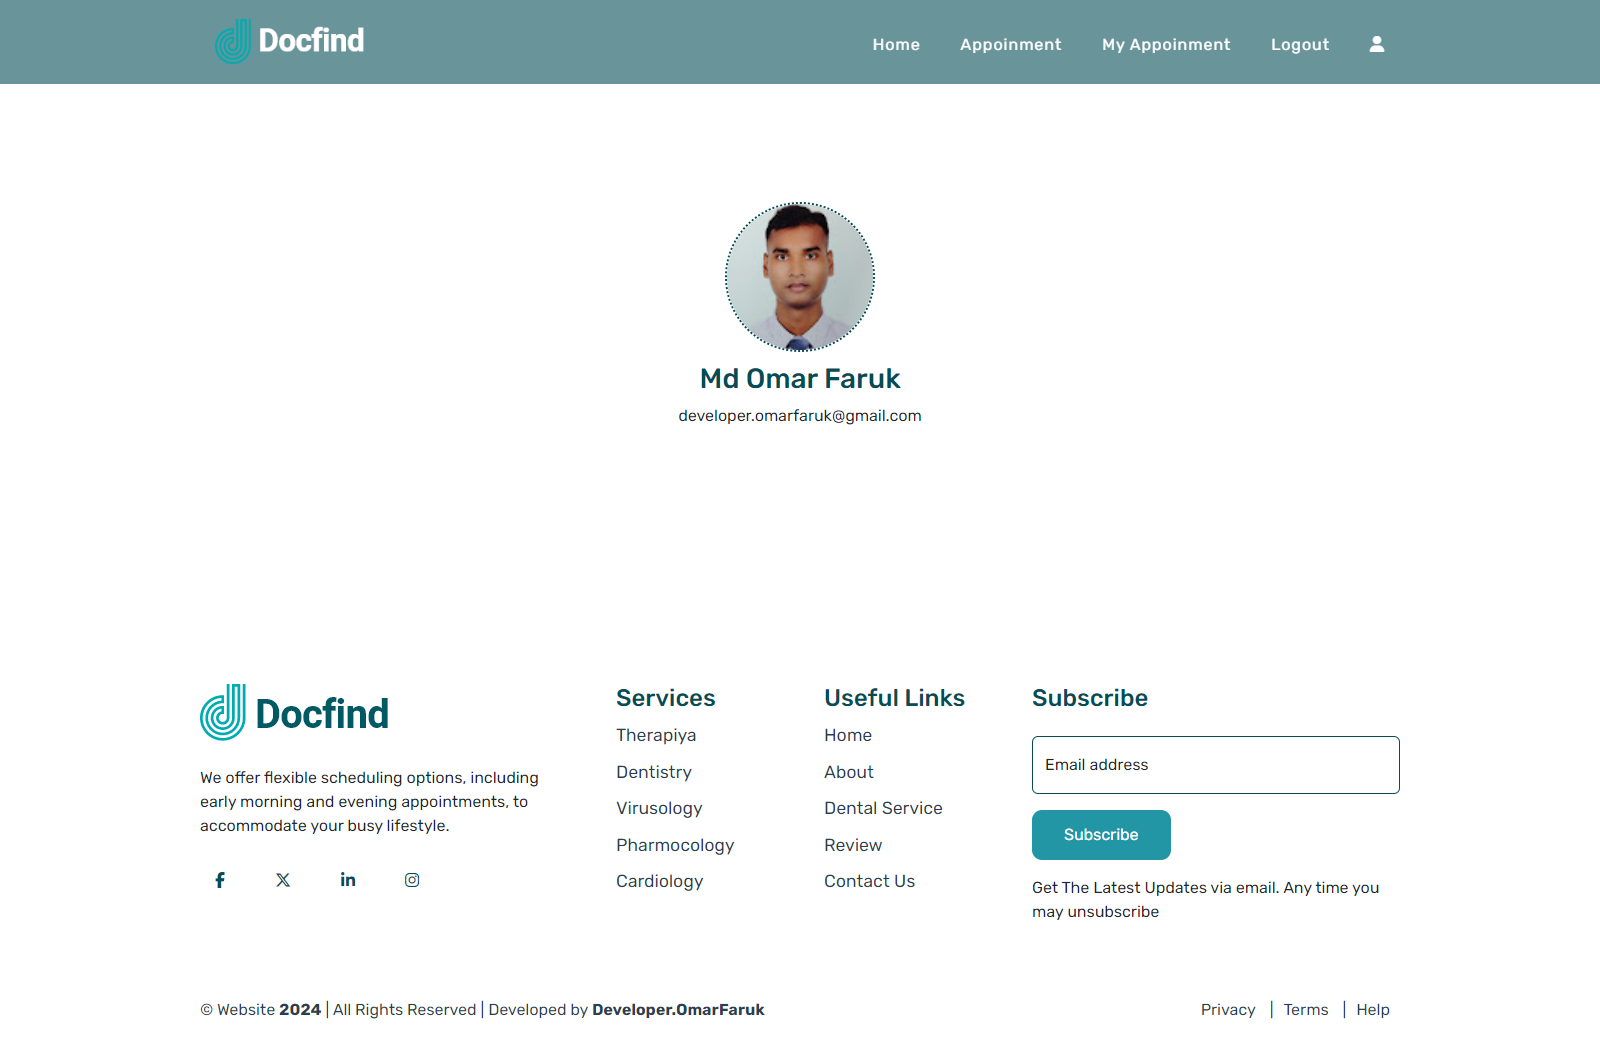 Docfind
Home
Appoinment
My Appoinment
Logout
Md Omar Faruk
developer.omarfaruk@gmail.com
Docfind
We offer flexible scheduling options, including
early morning and evening appointments, to
accommodate your busy lifestyle.
Services
Therapiya
Dentistry
Virusology
Pharmocology
Cardiology
Useful Links
Home
About
Dental Service
Review
Contact Us
Subscribe
Email address
Subscribe
Get The Latest Updates via email. Any time you
may unsubscribe
© Website 2024 | All Rights Reserved | Developed by Developer.OmarFaruk
Privacy | Terms | Help